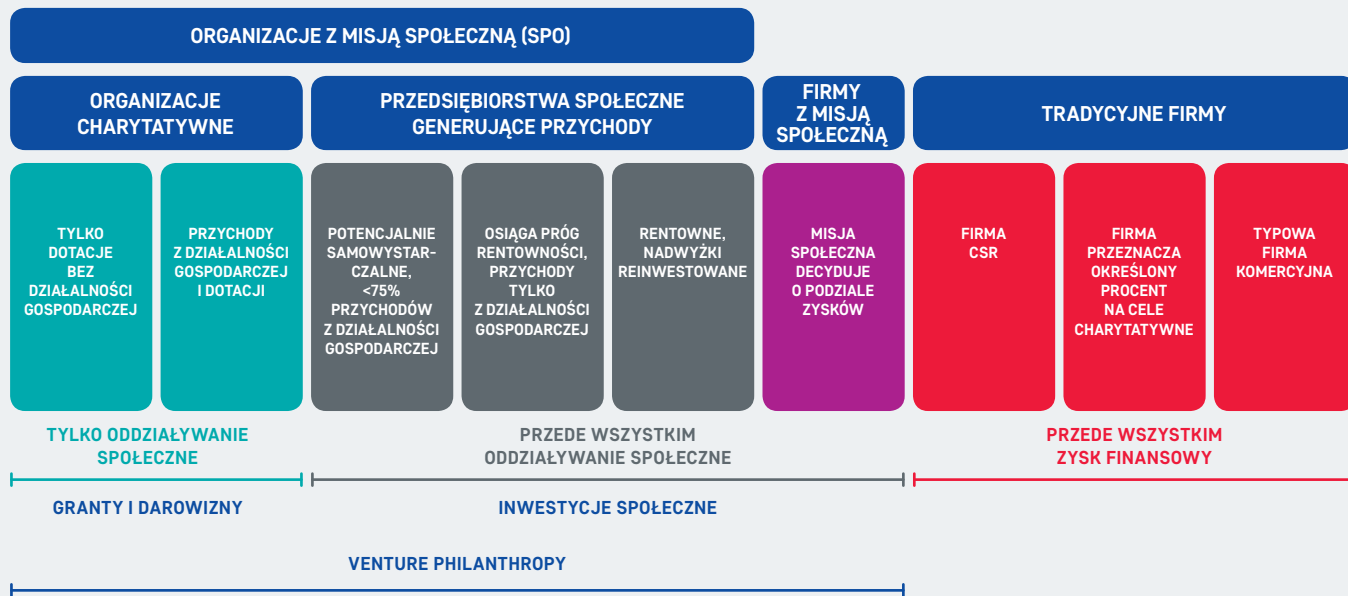 ORGANIZACJE Z MISJĄ SPOŁECZNĄ (SPO)
ORGANIZACJE
CHARYTATYWNE
PRZEDSIĘBIORSTWA SPOŁECZNE
GENERUJĄCE PRZYCHODY
FIRMY
Z MISJĄ
SPOŁECZNĄ
TRADYCYJNE FIRMY
TYLKO
DOTACJE
BEZ
DZIAŁALNOŚCI
GOSPODARCZEJ
PRZYCHODY
Z DZIAŁALNOŚCI
GOSPODARCZEJ
I DOTACJI
POTENCJALNIE
SAMOWYSTAR-
CZALNE,
<75%
PRZYCHODÓW
Z DZIAŁALNOŚCI
GOSPODARCZEJ
OSIĄGA PRÓG
RENTOWNOŚCI,
PRZYCHODY
TYLKO
Z DZIAŁALNOŚCI
GOSPODARCZEJ
RENTOWNE,
NADWYŻKI
REINWESTOWANE
MISJA
SPOŁECZNA
DECYDUJE
O PODZIALE
ZYSKÓW
FIRMA
CSR
FIRMA
PRZEZNACZA
OKREŚLONY
PROCENT
NA CELE
CHARYTATYWNE
TYPOWA
FIRMA
KOMERCYJNA
TYLKO ODDZIAŁYWANIE
SPOŁECZNE
PRZEDE WSZYSTKIM
ODDZIAŁYWANIE SPOŁECZNE
PRZEDE WSZYSTKIM
ZYSK FINANSOWY
GRANTY I DAROWIZNY
INWESTYCJE SPOŁECZNE
VENTURE PHILANTHROPY